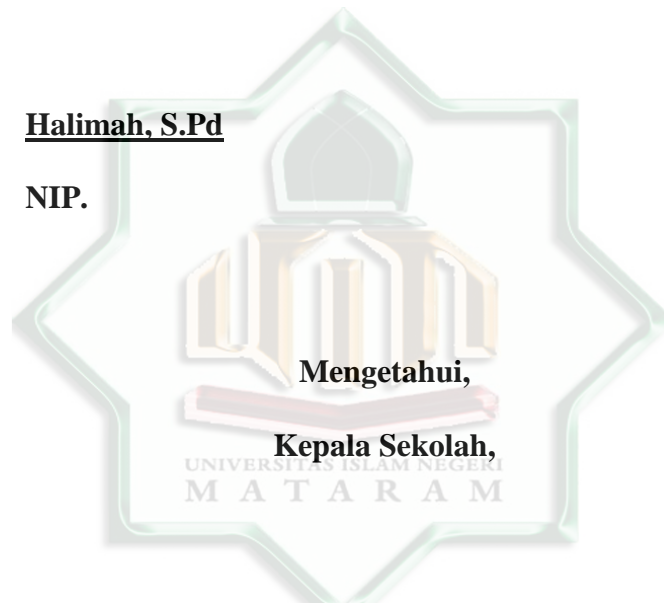 Halimah, S.Pd
NIP.
Mengetahui,
Kepala Sekolah,
UNIVERSITAS ISLAM NEGERI
MATARAM